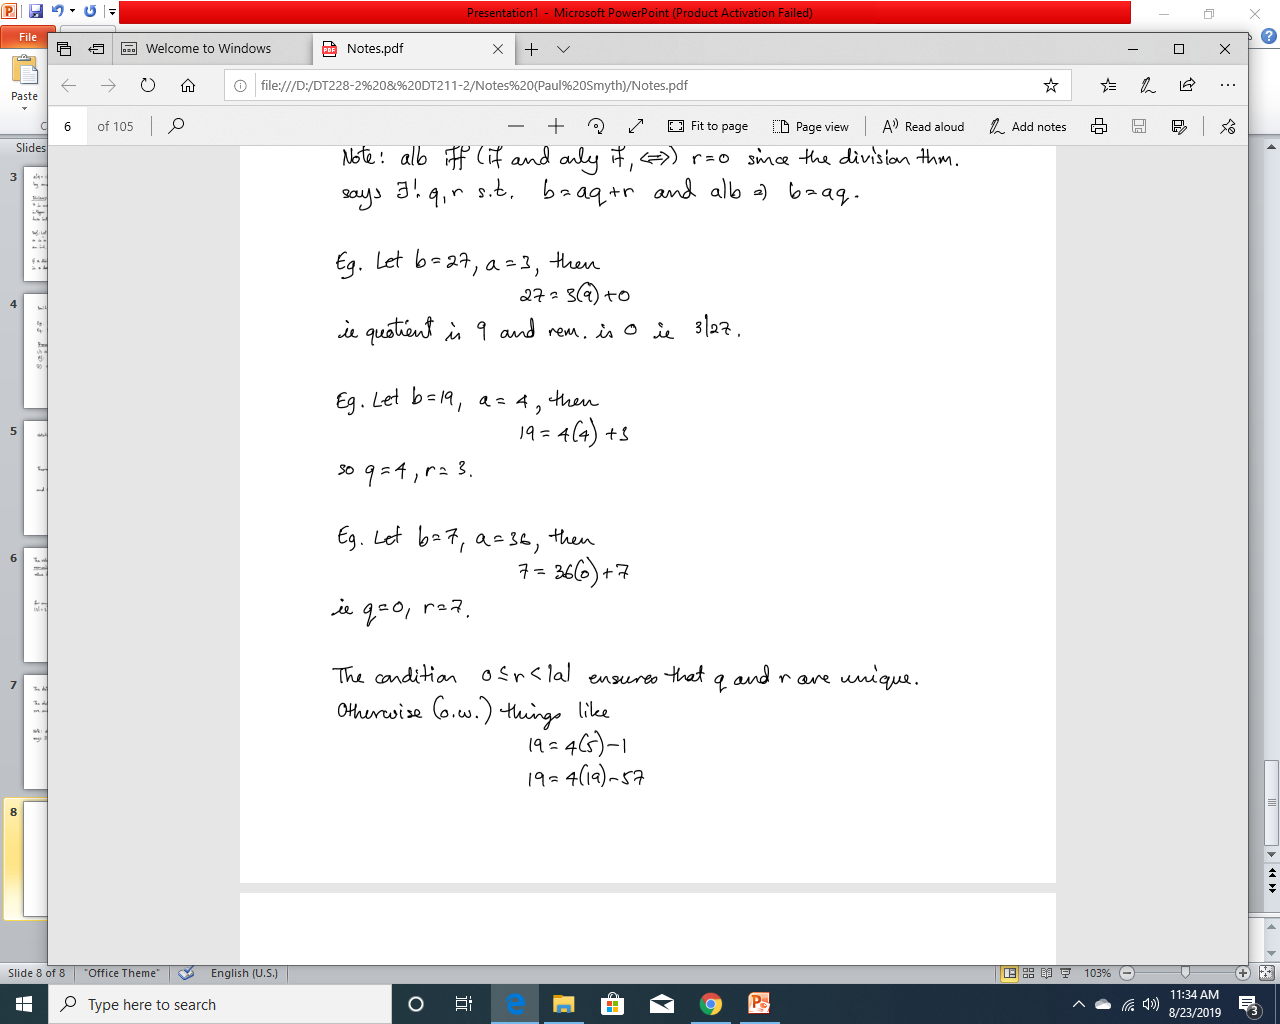 Presentation1 - Microsoft PowerPoint (Product Activation Failed)
File
Welcome to Windows
Notes.pdf
file:///D:/DT228-2%20&%20DT211-2/Notes%20(Paul%20Smyth)/Notes.pdf
Paste
6 of 105
Fit to page
Page view
Read aloud
Add notes
Slides
3
4
5
6
7
8
Note: a|b iff (if and only if, ⇔) r=0 since the division thm.
says ∃! q, r s.t. b=aq+r and a|b ⇒ b=aq.
Eg. Let b=27, a=3, then
27=3(9)+0
ie quotient is 9 and rem. is 0 ie 3|27.
Eg. Let b=19, a=4, then
19=4(4)+3
so q=4, r=3.
Eg. Let b=7, a=36, then
7=36(0)+7
ie q=0, r=7.
The condition 0≤r<|a| ensures that q and r are unique.
Otherwise (o.w.) things like
19=4(5)-1
19=4(19)-57
Slide 8 of 8
"Office Theme"
English (U.S.)
103%
Type here to search
11:34 AM
8/23/2019
3